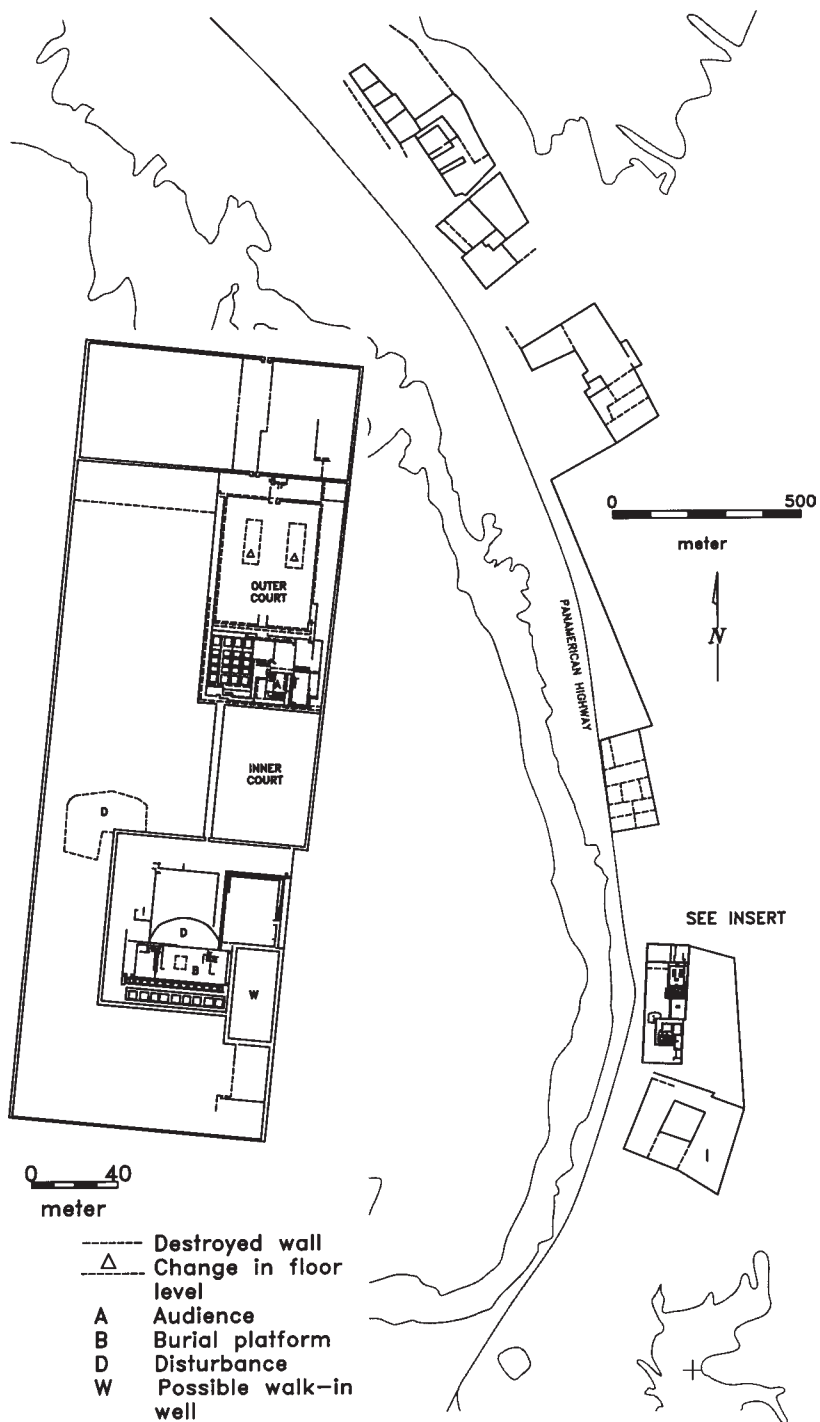 0 500
meter
N
PANAMERICAN HIGHWAY
SEE INSERT
I
OUTER
COURT
A
INNER
COURT
D
D
B
W
0 40
meter
Destroyed wall
Change in floor
level
A Audience
B Burial platform
D Disturbance
W Possible walk-in
well